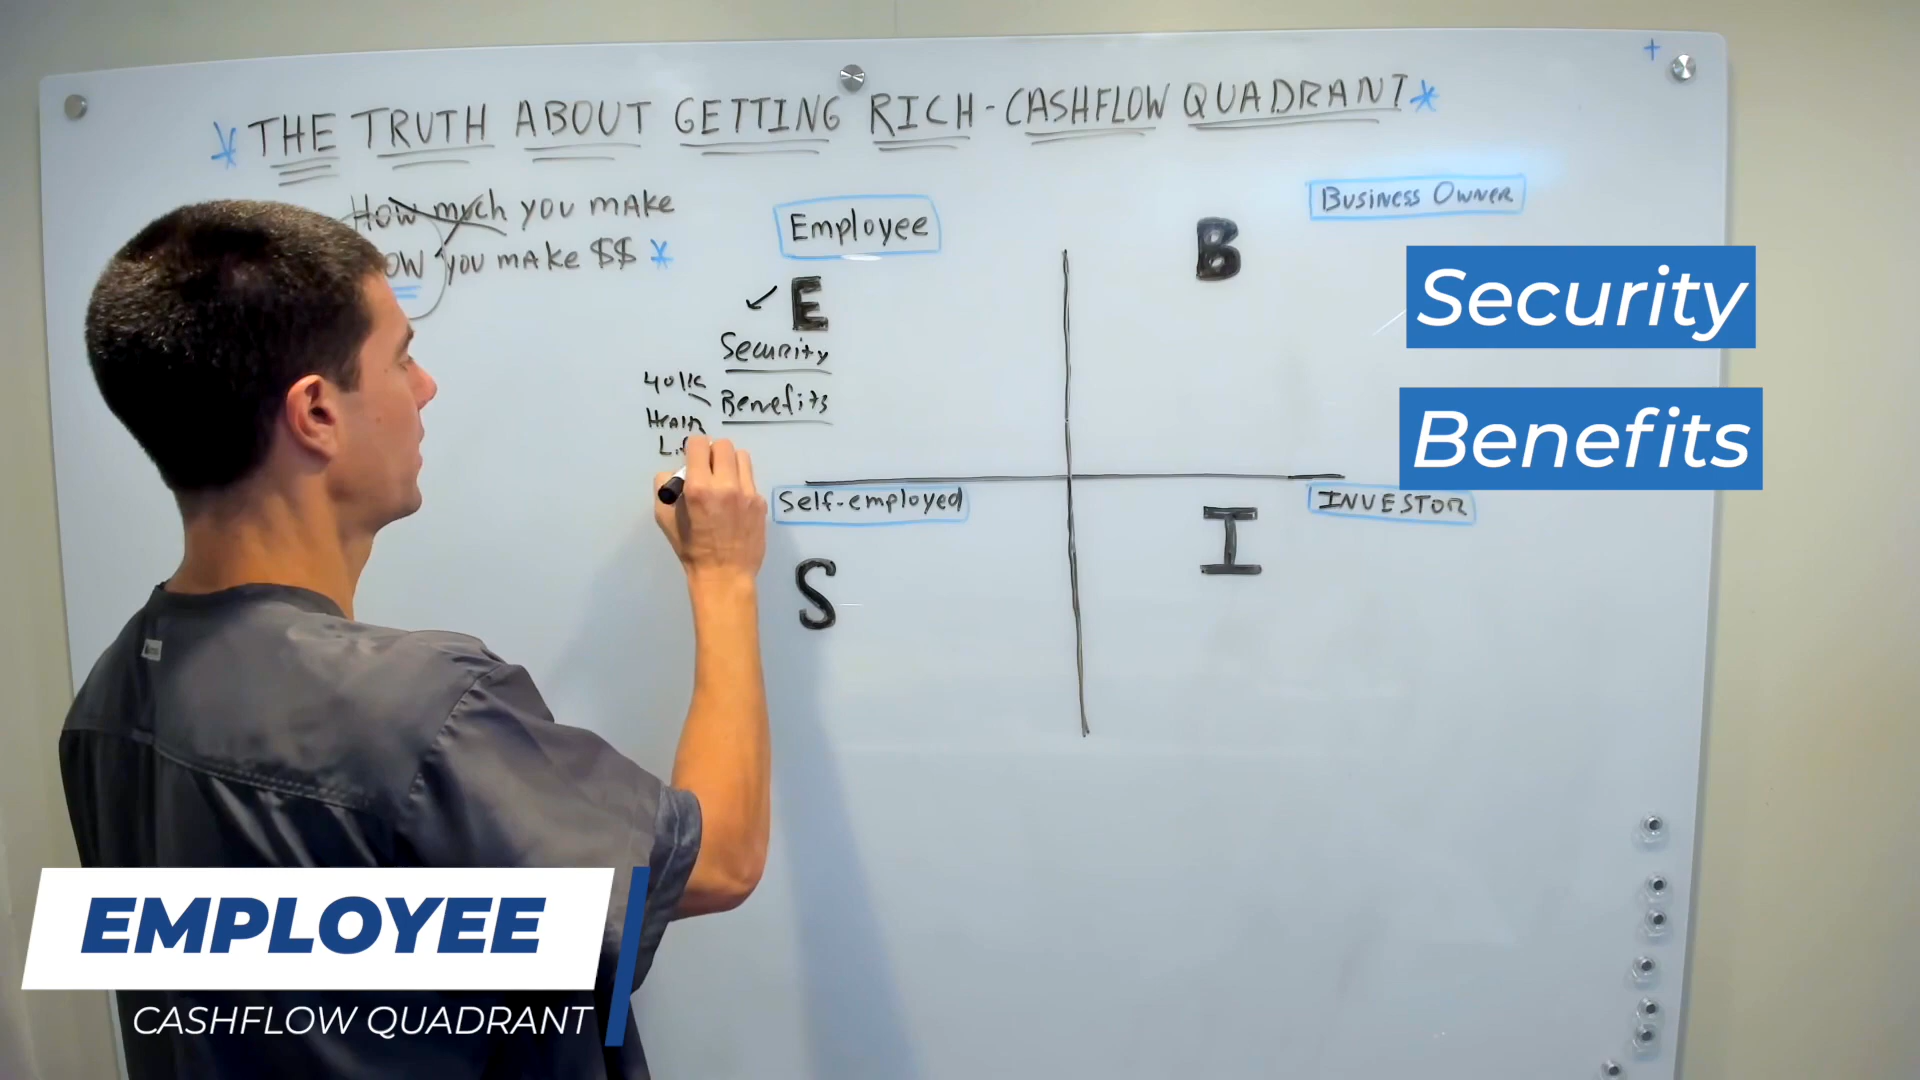 THE TRUTH ABOUT GETTING RICH - CASHFLOW QUADRANT
How much you make
you make $$
Employee
E
Security
401K
Benefits
Health
Business Owner
B
Security
Benefits
Self-employed
S
INVESTOR
I
EMPLOYEE
CASHFLOW QUADRANT